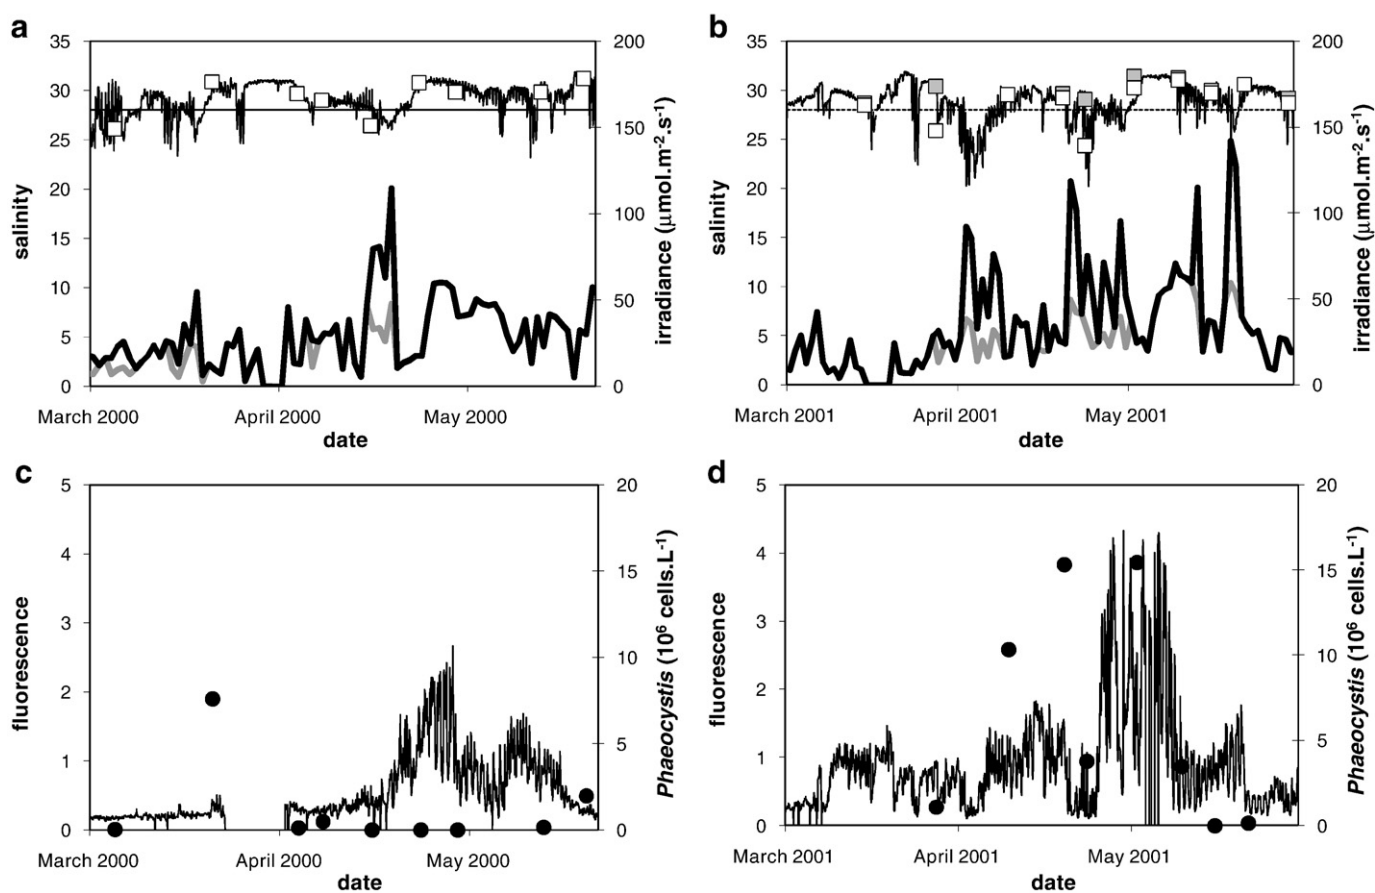 a
b
35
30
25
20
15
10
5
0
salinity
200
150
100
50
0
irradiance (μmol.m-2.s-1)
March 2000
April 2000
May 2000
date
35
30
25
20
15
10
5
0
salinity
200
150
100
50
0
irradiance (μmol.m-2.s-1)
March 2001
April 2001
May 2001
date
c
d
5
4
3
2
1
0
fluorescence
20
15
10
5
0
Phaeocystis (10⁶ cells.L⁻¹)
March 2000
April 2000
May 2000
date
5
4
3
2
1
0
fluorescence
20
15
10
5
0
Phaeocystis (10⁶ cells.L⁻¹)
March 2001
April 2001
May 2001
date